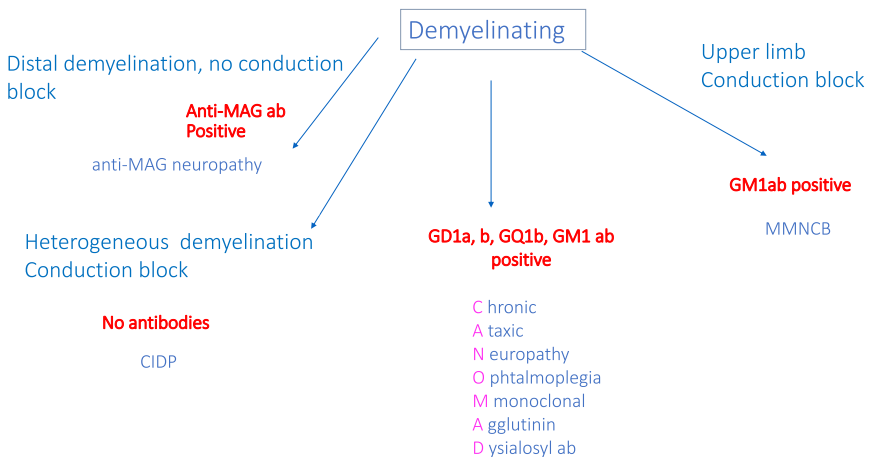 Demyelinating
Distal demyelination, no conduction
block
Anti-MAG ab
Positive
anti-MAG neuropathy
Heterogeneous  demyelination
Conduction block
No antibodies
CIDP
GD1a, b, GQ1b, GM1 ab
positive
C hronic
A taxic
N europathy
O phtalmoplegia
M monoclonal
A gglutinin
D ysialosyl ab
Upper limb
Conduction block
GM1ab positive
MMNCB